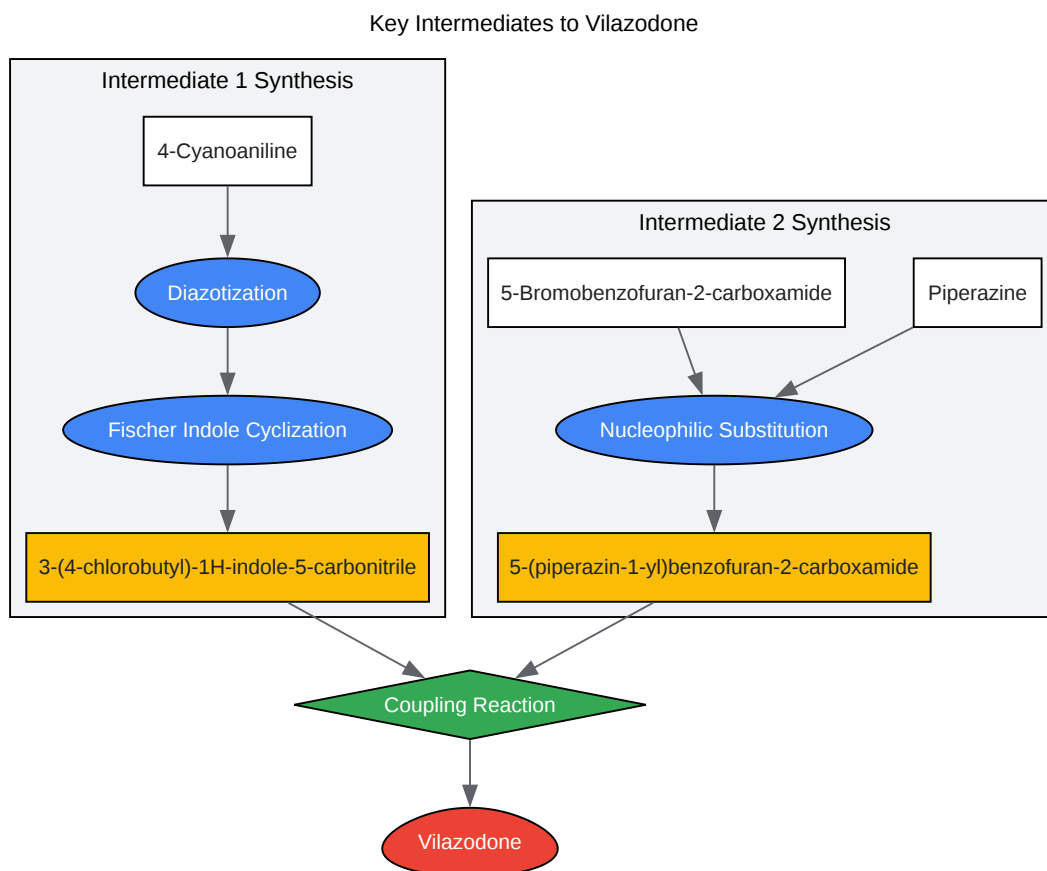 Key Intermediates to Vilazodone
Intermediate 1 Synthesis
4-Cyanoaniline
Diazotization
Fischer Indole Cyclization
3-(4-chlorobutyl)-1H-indole-5-carbonitrile
Intermediate 2 Synthesis
5-Bromobenzofuran-2-carboxamide
Piperazine
Nucleophilic Substitution
5-(piperazin-1-yl)benzofuran-2-carboxamide
Coupling Reaction
Vilazodone